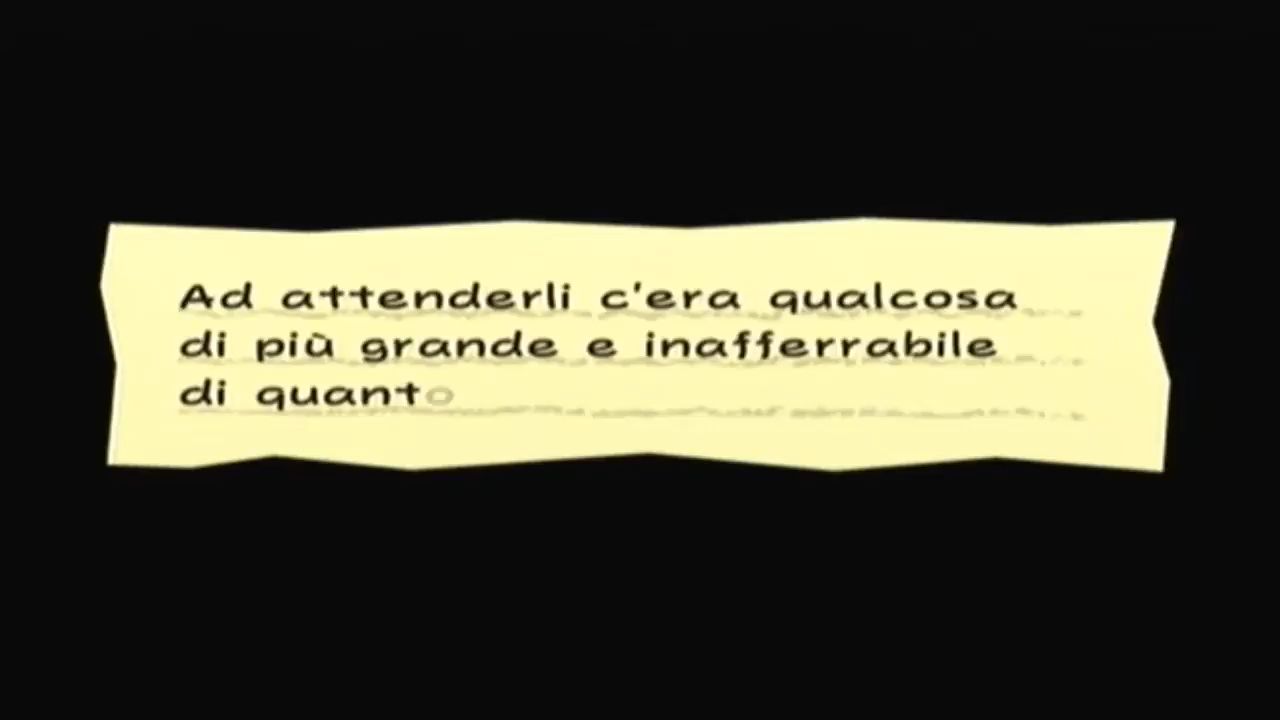 Ad attenderli c'era qualcosa
di più grande e inafferrabile
di quanto